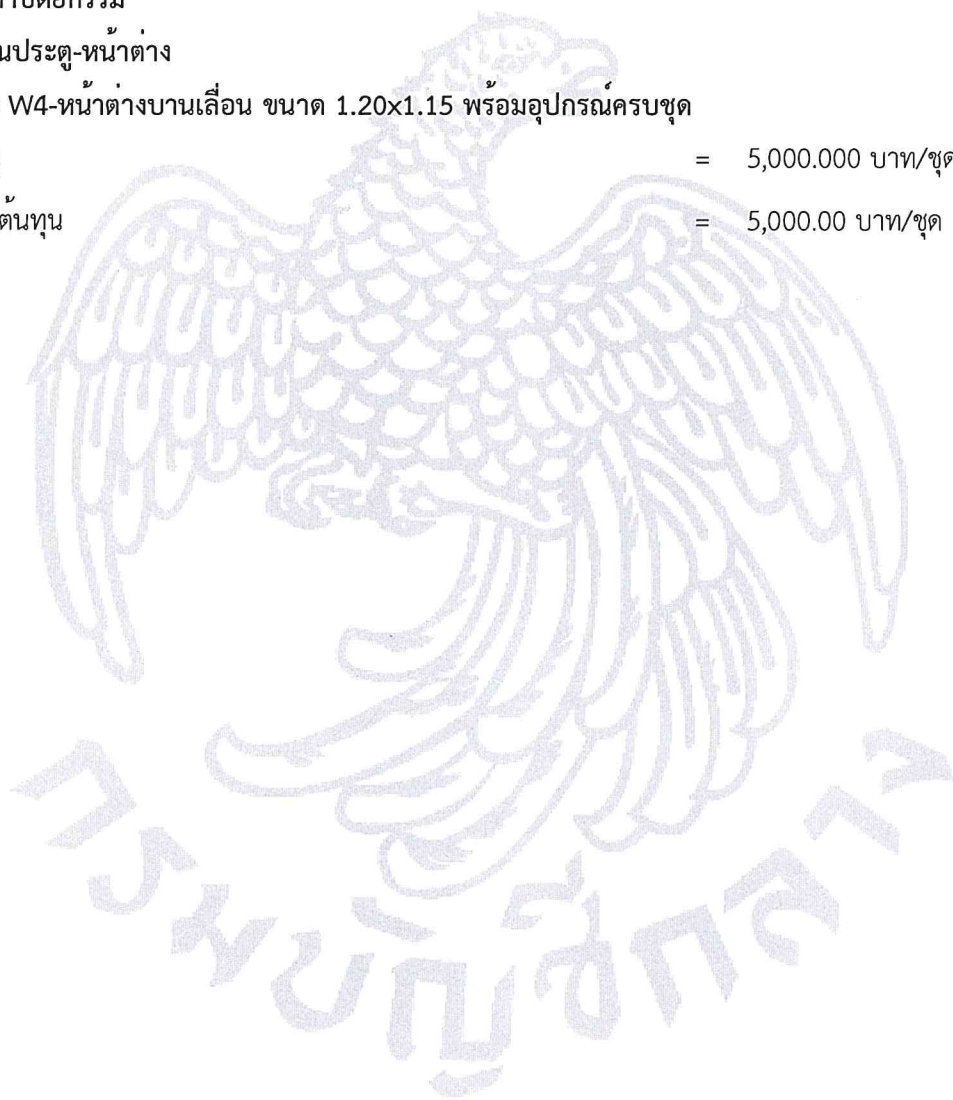 นประตู-หน้าต่าง
W4-หน้าต่างบานเลื่อน ขนาด 1.20x1.15 พร้อมอุปกรณ์ครบชุด
= 5,000.000 บาท/ชุด
ต้นทุน = 5,000.00 บาท/ชุด
กรมบัญชีกลาง